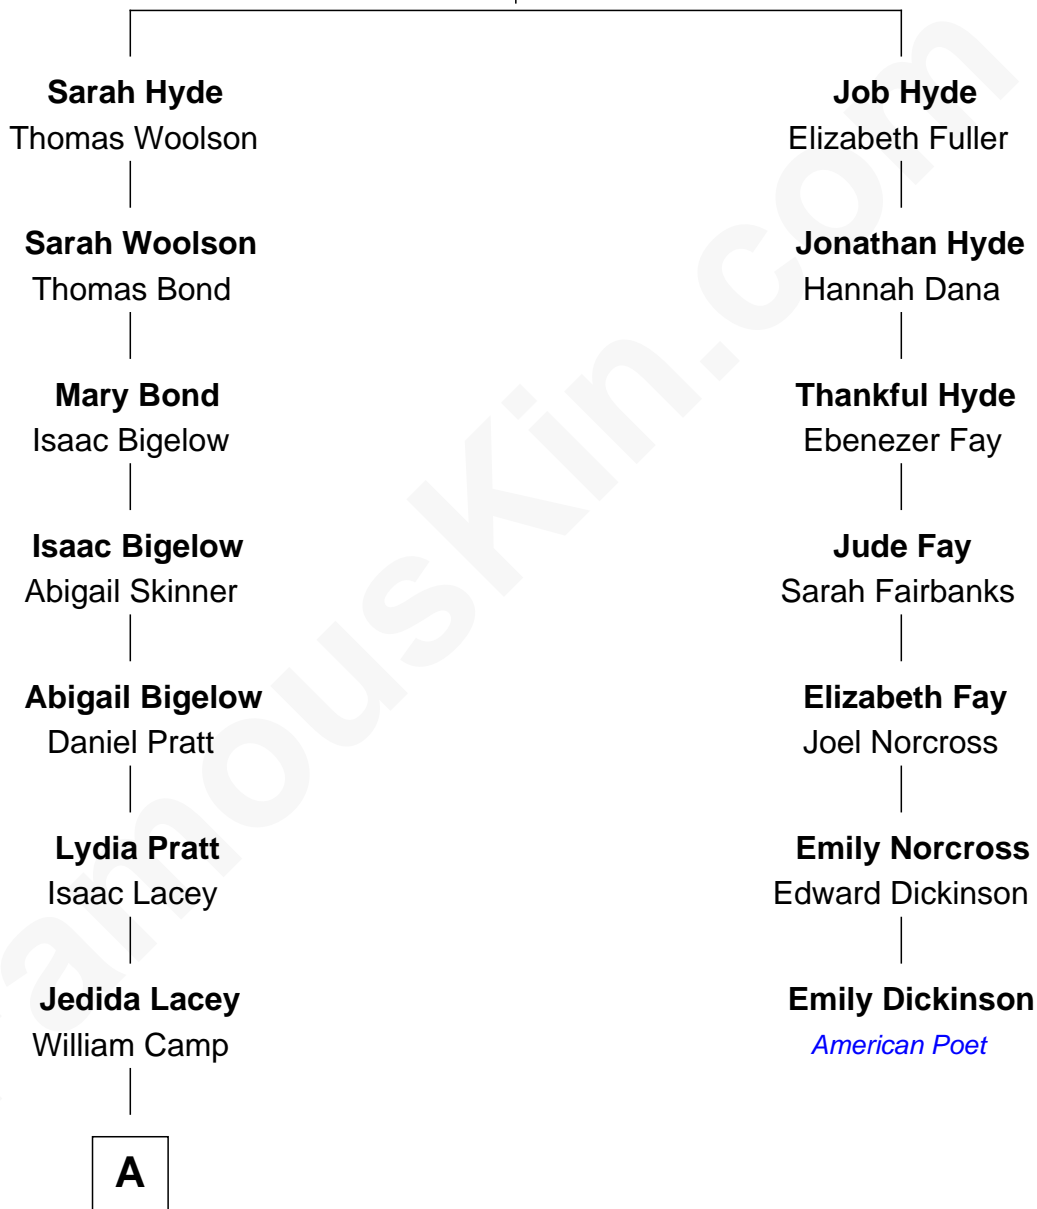 Sarah Hyde
Thomas Woolson
Sarah Woolson
Thomas Bond
Mary Bond
Isaac Bigelow
Isaac Bigelow
Abigail Skinner
Abigail Bigelow
Daniel Pratt
Lydia Pratt
Isaac Lacey
Jedida Lacey
William Camp
A
Job Hyde
Elizabeth Fuller
Jonathan Hyde
Hannah Dana
Thankful Hyde
Ebenezer Fay
Jude Fay
Sarah Fairbanks
Elizabeth Fay
Joel Norcross
Emily Norcross
Edward Dickinson
Emily Dickinson
American Poet
amousKin.com